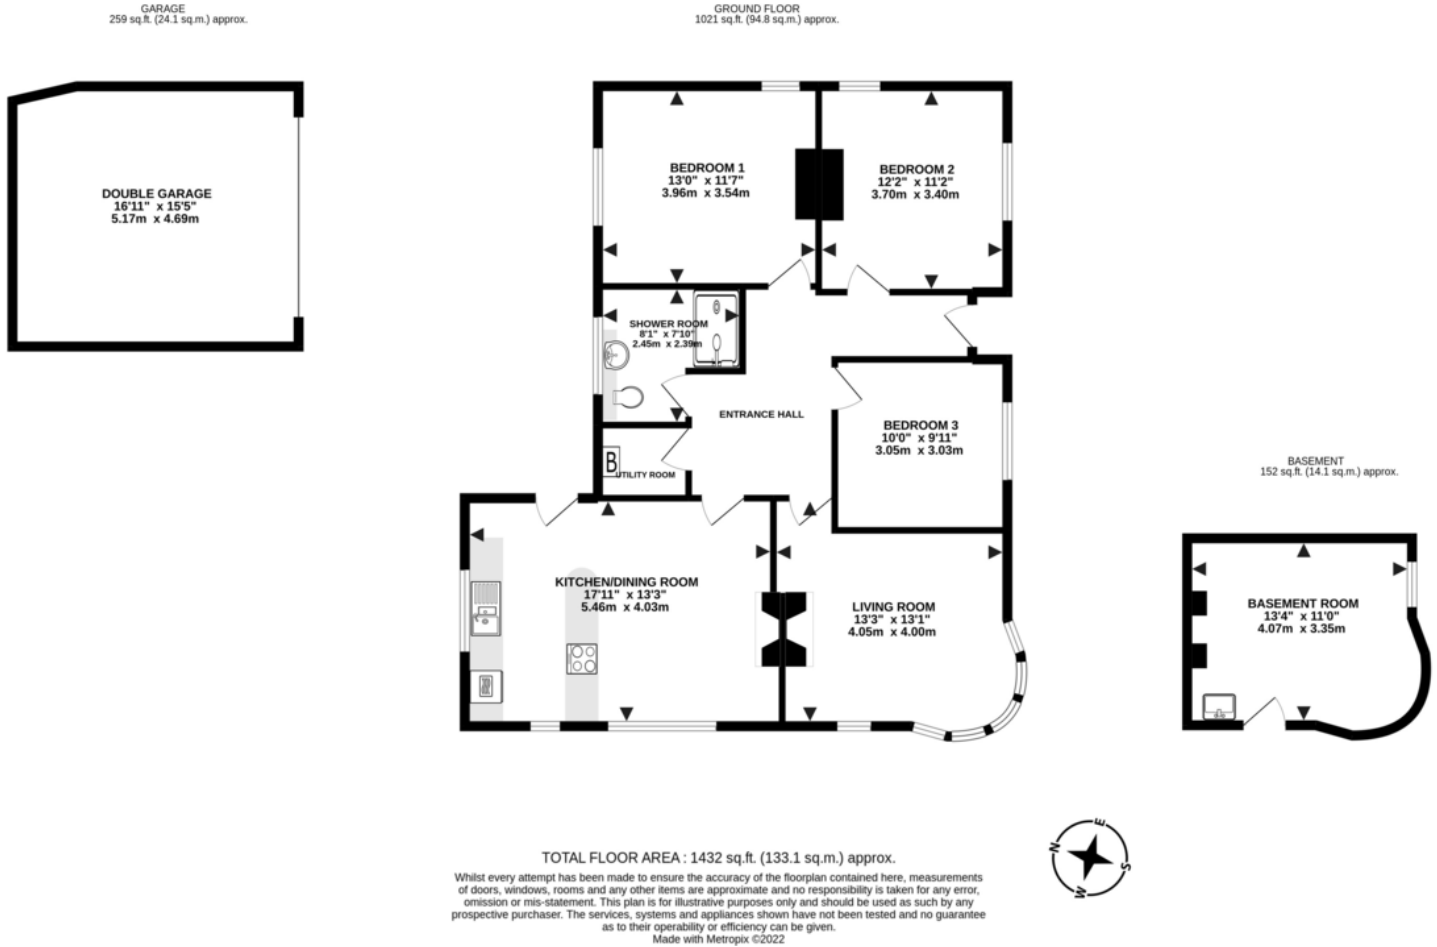 GARAGE
259 sq.ft. (24.1 sq.m.) approx.
GROUND FLOOR
1021 sq.ft. (94.8 sq.m.) approx.
DOUBLE GARAGE
16'11" x 15'5"
5.17m x 4.69m
BEDROOM 1
13'0" x 11'7"
3.96m x 3.54m
BEDROOM 2
12'2" x 11'2"
3.70m x 3.40m
SHOWER ROOM
8'1" x 7'10"
2.45m x 2.39m
ENTRANCE HALL
BEDROOM 3
10'0" x 9'11"
3.05m x 3.03m
B
UTILITY ROOM
BASEMENT
152 sq.ft. (14.1 sq.m.) approx.
KITCHEN/DINING ROOM
17'11" x 13'3"
5.46m x 4.03m
LIVING ROOM
13'3" x 13'1"
4.05m x 4.00m
BASEMENT ROOM
13'4" x 11'0"
4.07m x 3.35m
N
E
S
W
TOTAL FLOOR AREA : 1432 sq.ft. (133.1 sq.m.) approx.
Whilst every attempt has been made to ensure the accuracy of the floorplan contained here, measurements
of doors, windows, rooms and any other items are approximate and no responsibility is taken for any error,
omission or mis-statement. This plan is for illustrative purposes only and should be used as such by any
prospective purchaser. The services, systems and appliances shown have not been tested and no guarantee
as to their operability or efficiency can be given.
Made with Metropix ©2022